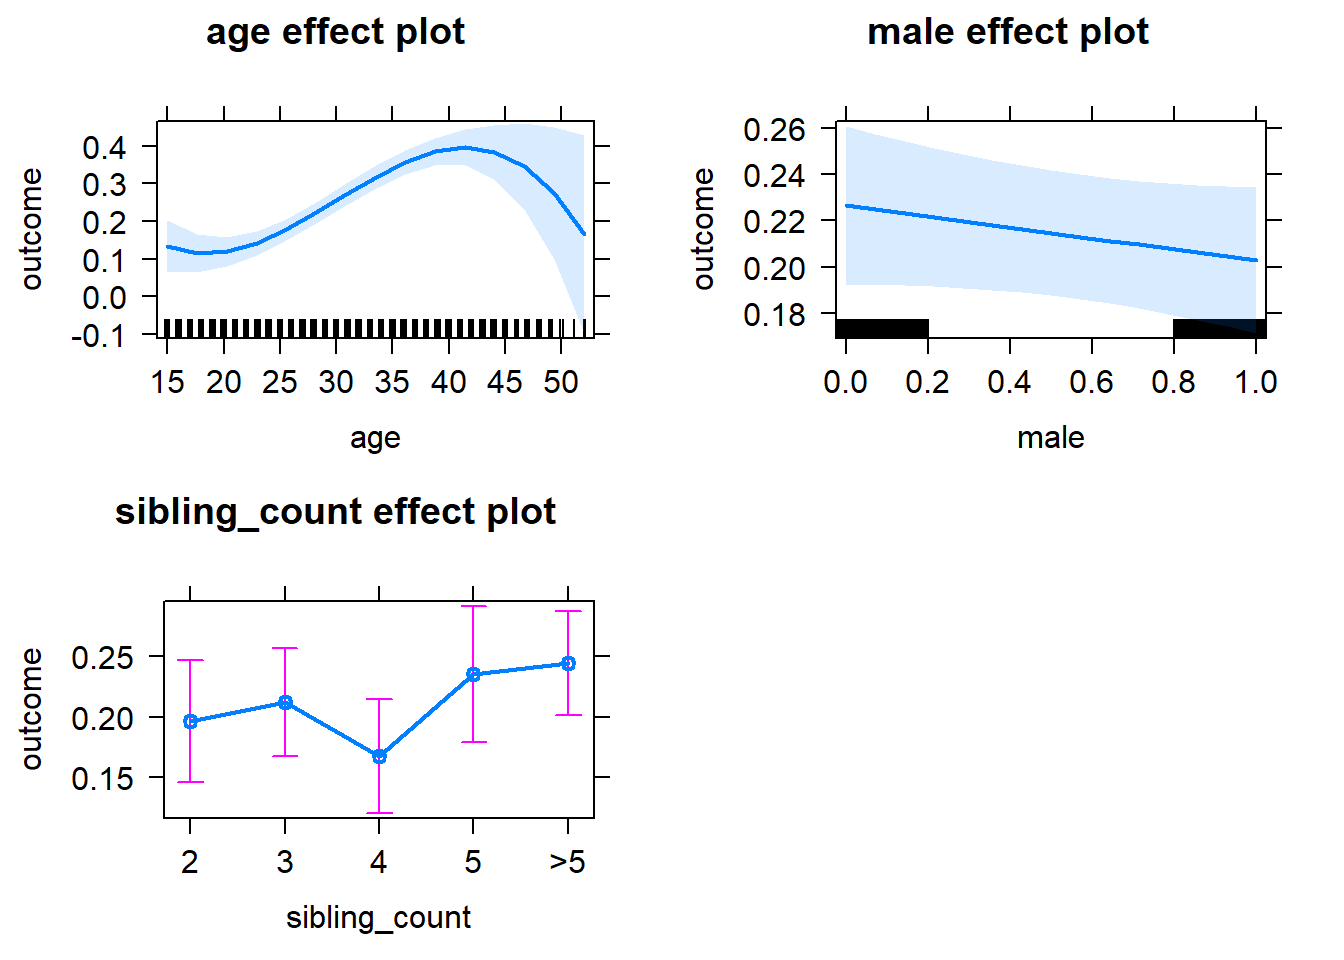 age effect plot
outcome
0.4
0.3
0.2
0.1
0.0
-0.1
15 20 25 30 35 40 45 50
age
male effect plot
outcome
0.26
0.24
0.22
0.20
0.18
0.0 0.2 0.4 0.6 0.8 1.0
male
sibling_count effect plot
outcome
0.25
0.20
0.15
2 3 4 5 >5
sibling_count